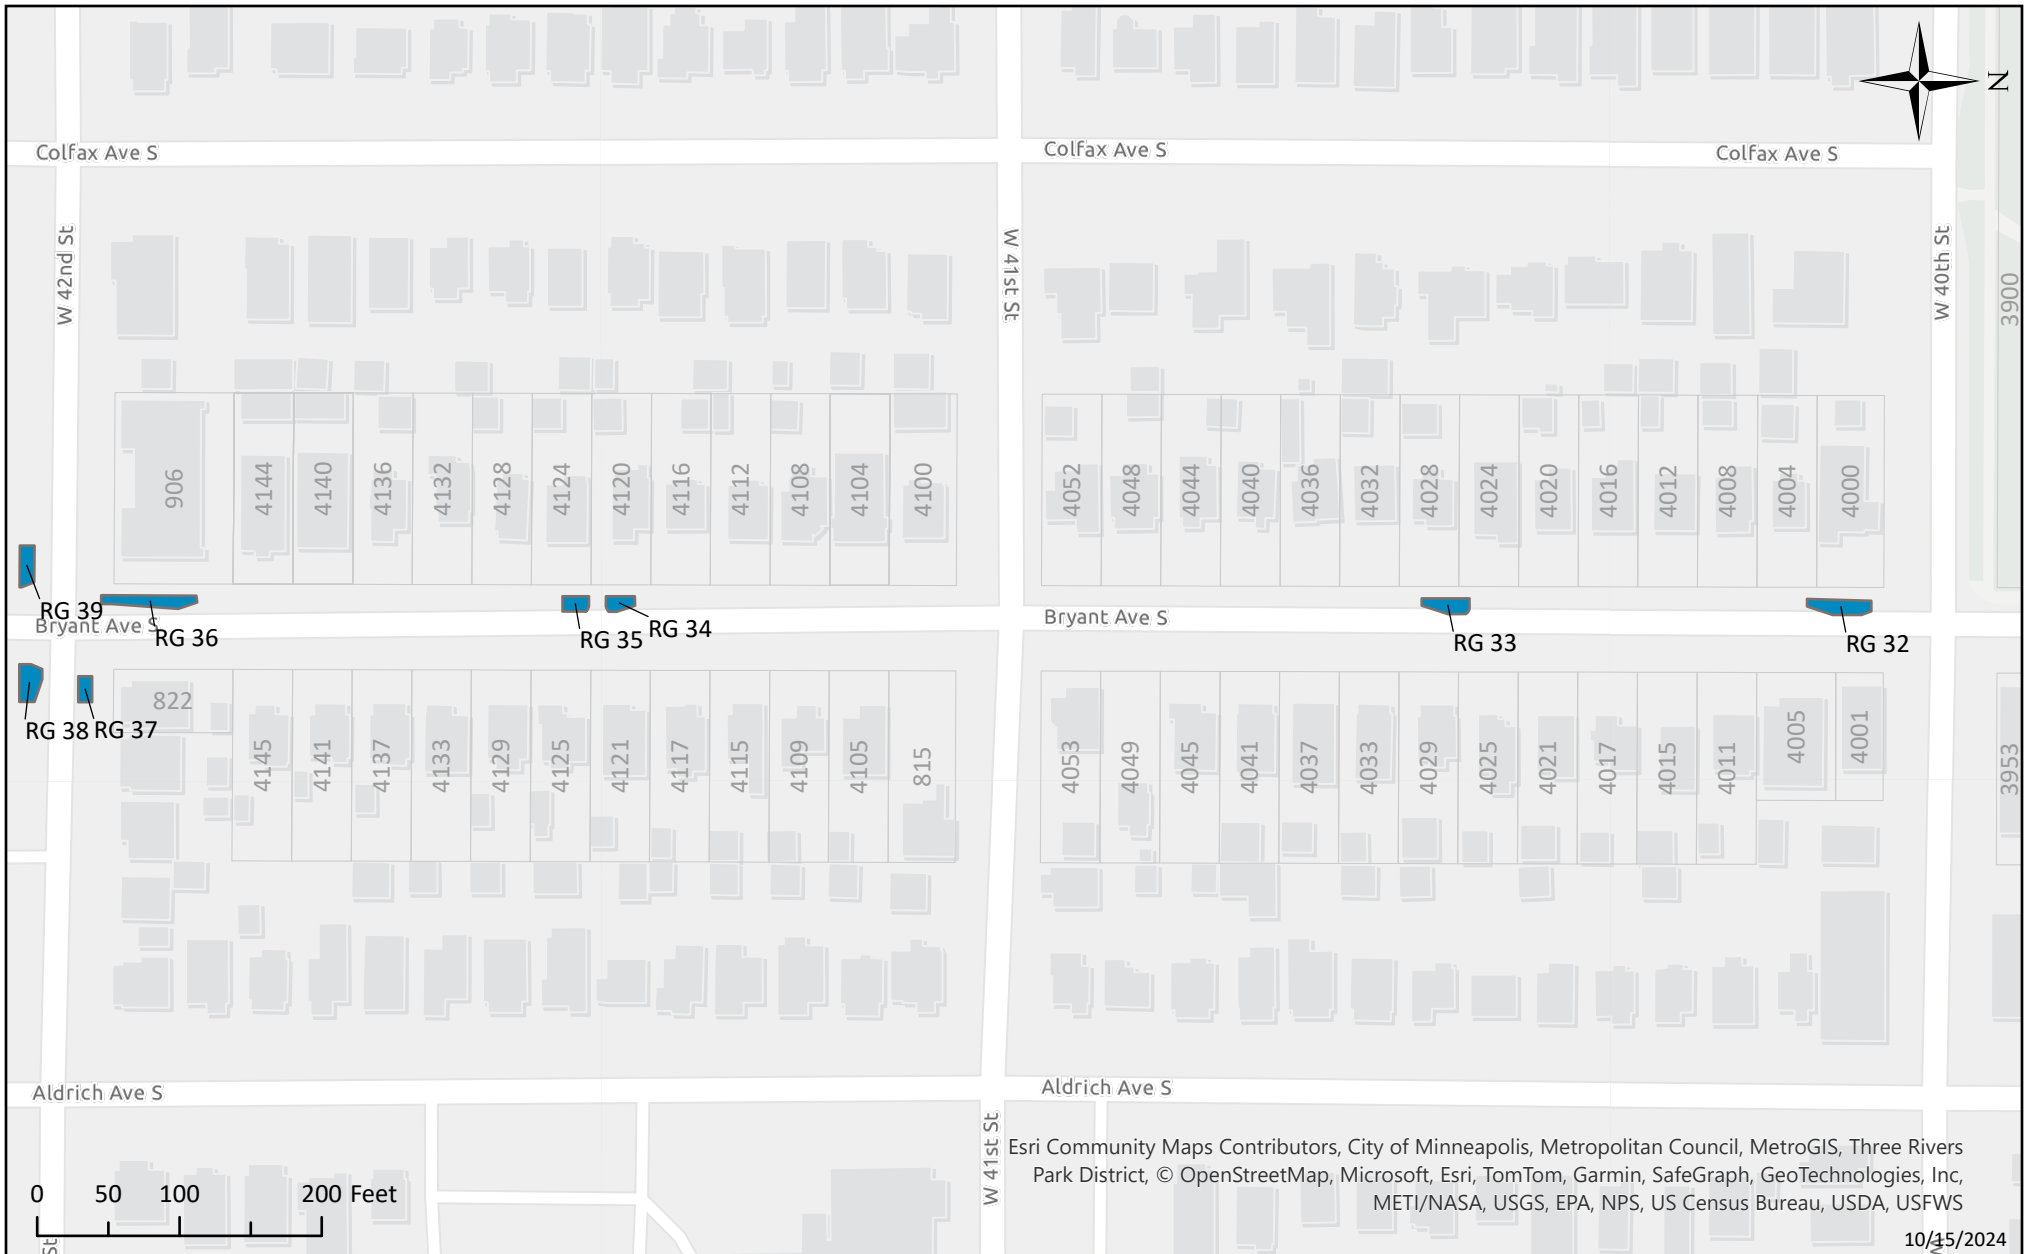 N
Colfax Ave S
Colfax Ave S
Colfax Ave S
W 42nd St
W 41st St
W 40th St
3900
906
4144
4140
4136
4132
4128
4124
4120
4116
4112
4108
4104
4100
4052
4048
4044
4040
4036
4032
4028
4024
4020
4016
4012
4008
4004
4000
RG 39
RG 36
RG 35
RG 34
RG 33
RG 32
Bryant Ave S
Bryant Ave S
RG 38
RG 37
822
4145
4141
4137
4133
4129
4125
4121
4117
4115
4109
4105
815
4053
4049
4045
4041
4037
4033
4029
4025
4021
4017
4015
4011
4005
4001
3953
Aldrich Ave S
Aldrich Ave S
W 41st St
Esri Community Maps Contributors, City of Minneapolis, Metropolitan Council, MetroGIS, Three Rivers
Park District, © OpenStreetMap, Microsoft, Esri, TomTom, Garmin, SafeGraph, GeoTechnologies, Inc,
METI/NASA, USGS, EPA, NPS, US Census Bureau, USDA, USFWS
0 50 100 200 Feet
St
W
10/15/2024